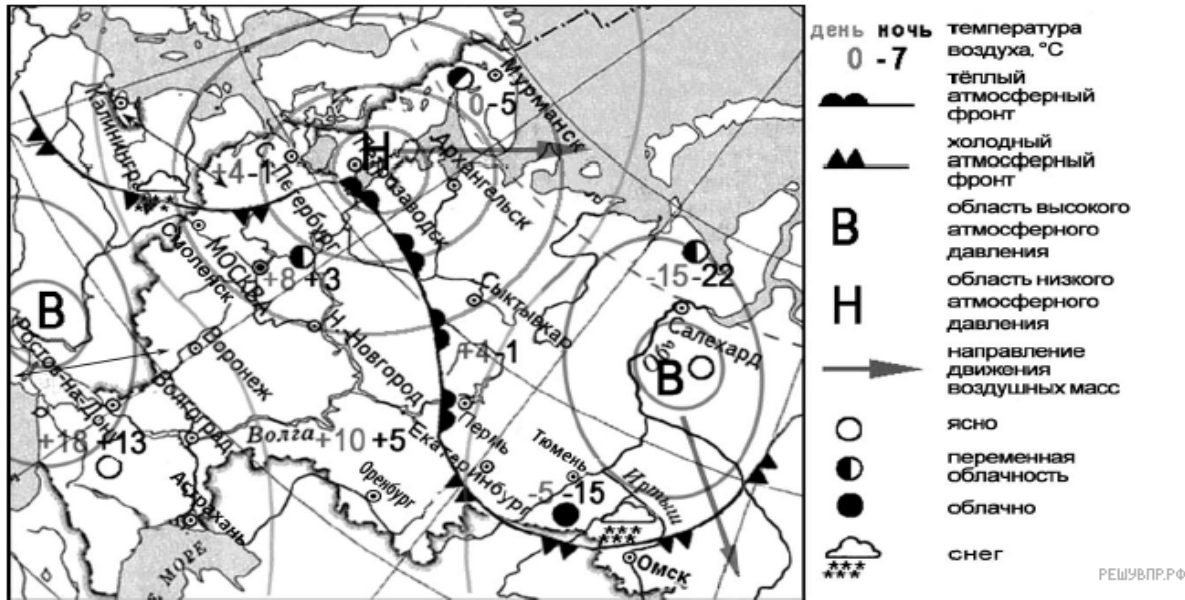 Мурманск
0 -5
Калининград
Н
Архангельск
+4 -1
С.Петербург
Петрозаводск
Смоленск
МОСКВА
+8 +3
-15 -22
Сыктывкар
Салехард
Обь
В
В
Ростов-на-Дону
Воронеж
Н. Новгород
+4 -1
Волгоград
Волга
+10 +5
Пермь
Екатеринбург
Тюмень
Иртыш
+18 +13
Оренбург
-5 -15
Астрахань
МОРЕ
Омск
день ночь температура
0 -7 воздуха, °С
тёплый
атмосферный
фронт
холодный
атмосферный
фронт
В
область высокого
атмосферного
давления
Н
область низкого
атмосферного
давления
направление
движения
воздушных масс
ясно
переменная
облачность
облачно
снег
РЕШУВПР.РФ